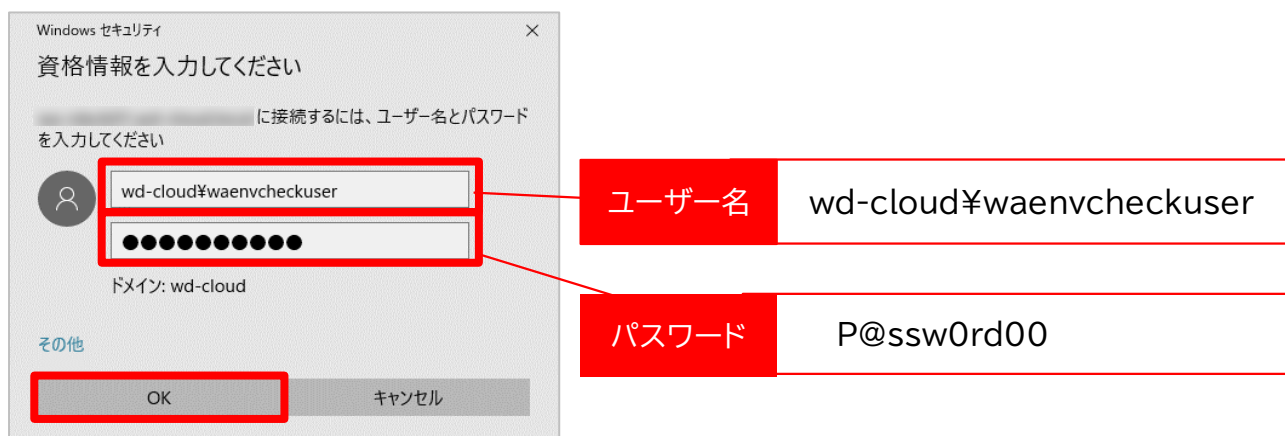 Windows セキュリティ
資格情報を入力してください
に接続するには、ユーザー名とパスワード
を入力してください
wd-cloud¥waenvcheckuser
●●●●●●●●●●
ドメイン: wd-cloud
その他
OK
キャンセル
ユーザー名
wd-cloud¥waenvcheckuser
パスワード
P@ssw0rd00